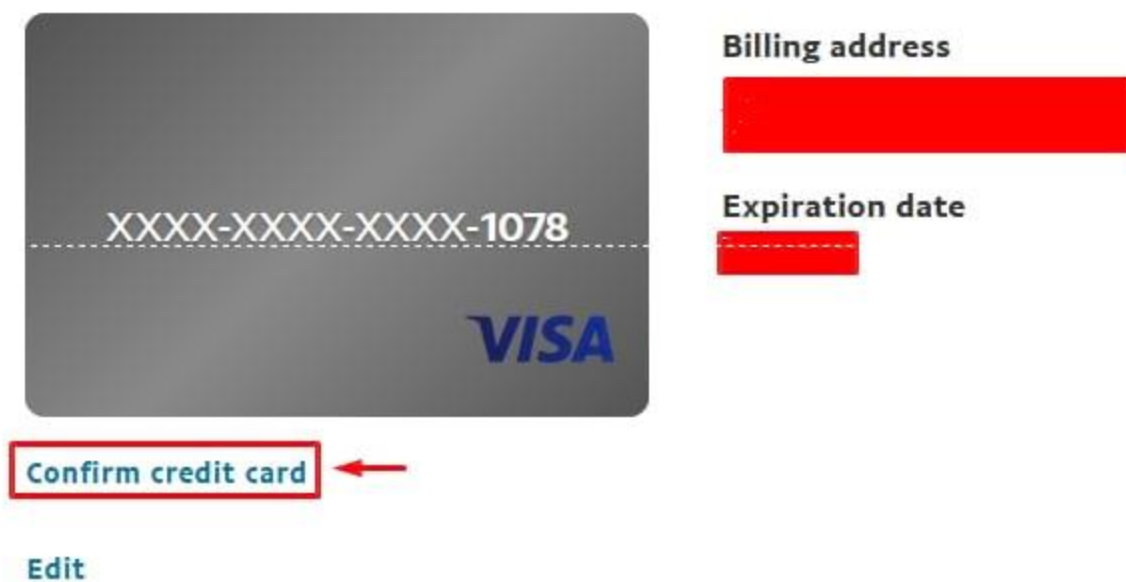 Billing address
XXXX-XXXX-XXXX-1078
Expiration date
VISA
Confirm credit card
Edit